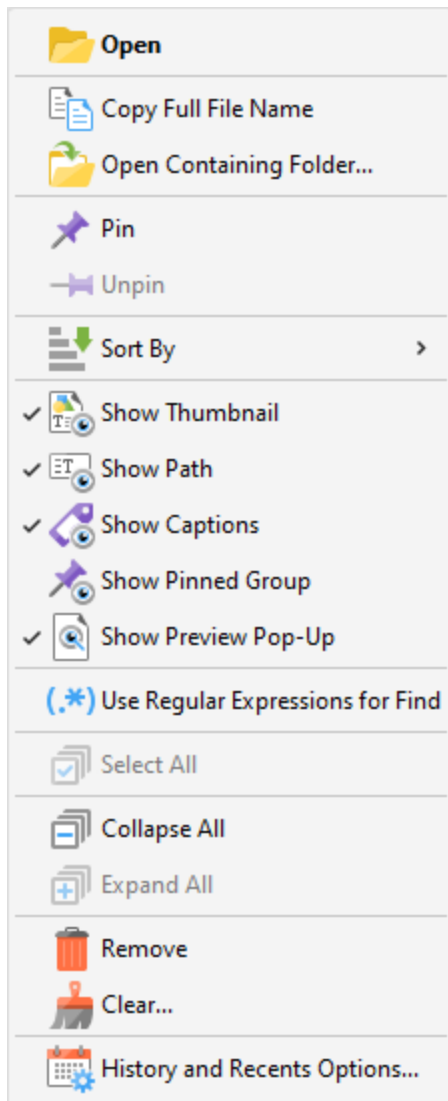 Open
Copy Full File Name
Open Containing Folder...
Pin
Unpin
Sort By
Show Thumbnail
Show Path
Show Captions
Show Pinned Group
Show Preview Pop-Up
(.*) Use Regular Expressions for Find
Select All
Collapse All
Expand All
Remove
Clear...
History and Recents Options...